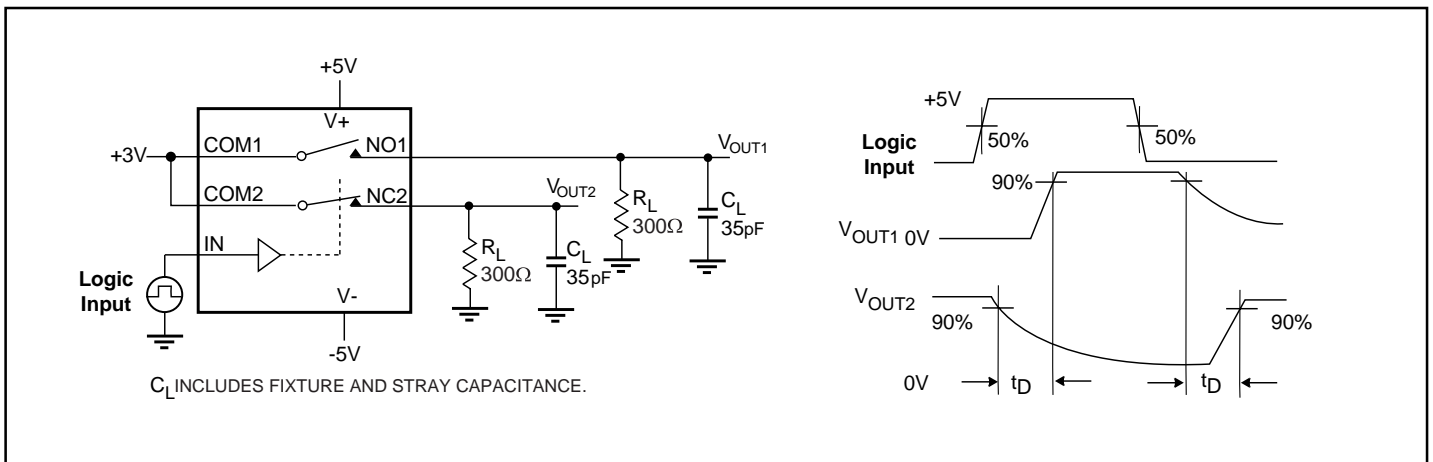 +5V
V+
+3V
COM1
NO1
VOUT1
COM2
NC2
VOUT2
RL
300Ω
CL
35pF
IN
RL
300Ω
CL
35pF
Logic
Input
V-
-5V
CL INCLUDES FIXTURE AND STRAY CAPACITANCE.
+5V
Logic
Input
50%
50%
90%
VOUT1 0V
VOUT2
90%
90%
0V
tD
tD